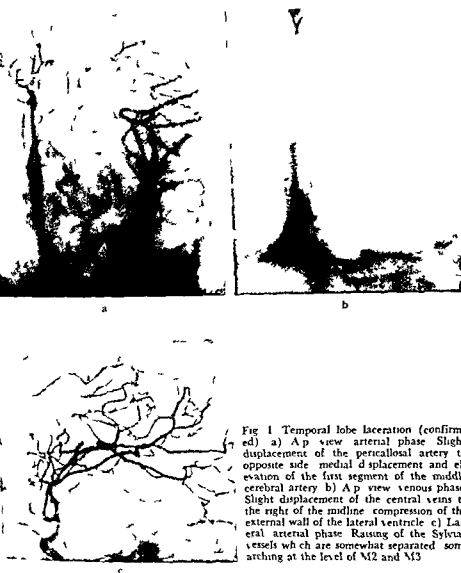 a
b
c
Fig 1 Temporal lobe laceration (confirm
ed) a) A p view arterial phase Slight
displacement of the pericallosal artery t
opposite side medial d splacement and el
evation of the first segment of the middl
cerebral artery b) A p view venous phase
Slight displacement of the central veins t
the right of the midline compression of th
external wall of the lateral ventricle c) La
eral arterial phase Raising of the Sylvia
vessels wh ch are somewhat separated som
arching at the level of M2 and M3